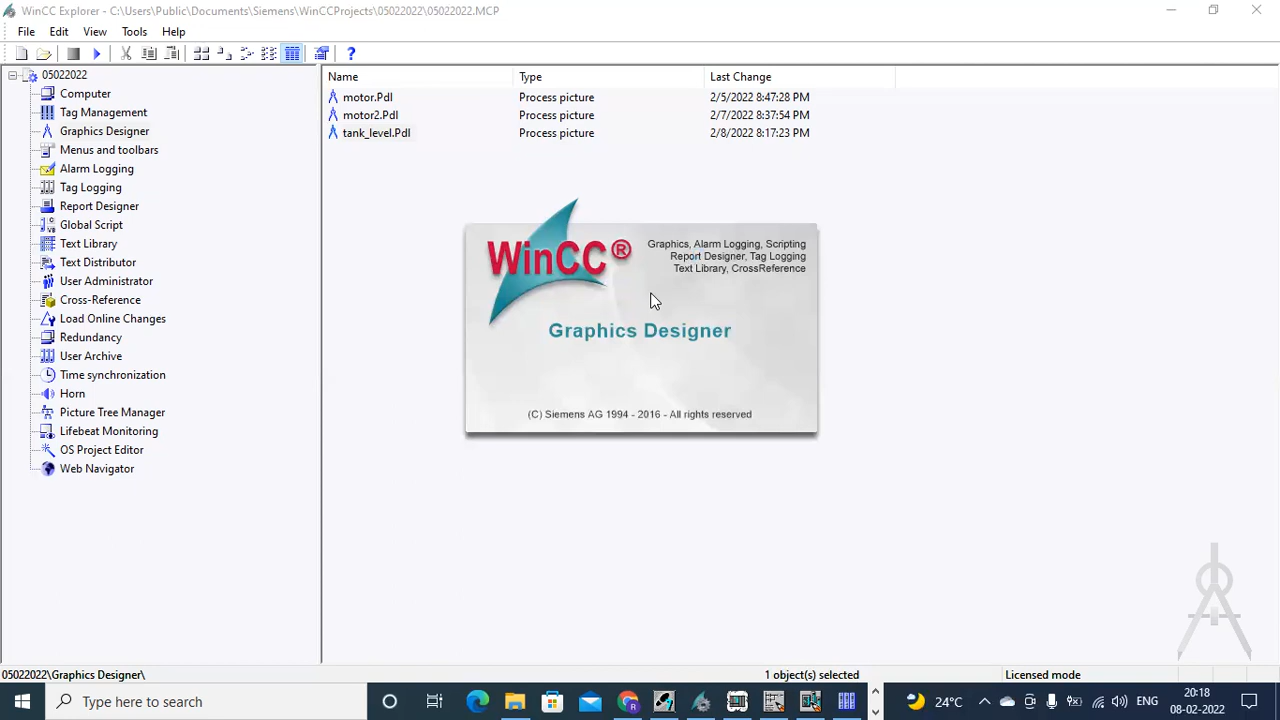 WinCC Explorer - C:\Users\Public\Documents\Siemens\WinCCProjects\05022022\05022022.MCP
File Edit View Tools Help
05022022
Computer
Tag Management
Graphics Designer
Menus and toolbars
Alarm Logging
Tag Logging
Report Designer
Global Script
Text Library
Text Distributor
User Administrator
Cross-Reference
Load Online Changes
Redundancy
User Archive
Time synchronization
Horn
Picture Tree Manager
Lifebeat Monitoring
OS Project Editor
Web Navigator
Name Type Last Change
motor.Pdl Process picture 2/5/2022 8:47:28 PM
motor2.Pdl Process picture 2/7/2022 8:37:54 PM
tank_level.Pdl Process picture 2/8/2022 8:17:23 PM
WinCC®
Graphics, Alarm Logging, Scripting
Report Designer, Tag Logging
Text Library, CrossReference
Graphics Designer
(C) Siemens AG 1994 - 2016 - All rights reserved
05022022\Graphics Designer\ 1 object(s) selected Licensed mode
Type here to search
24°C
ENG
20:18
08-02-2022